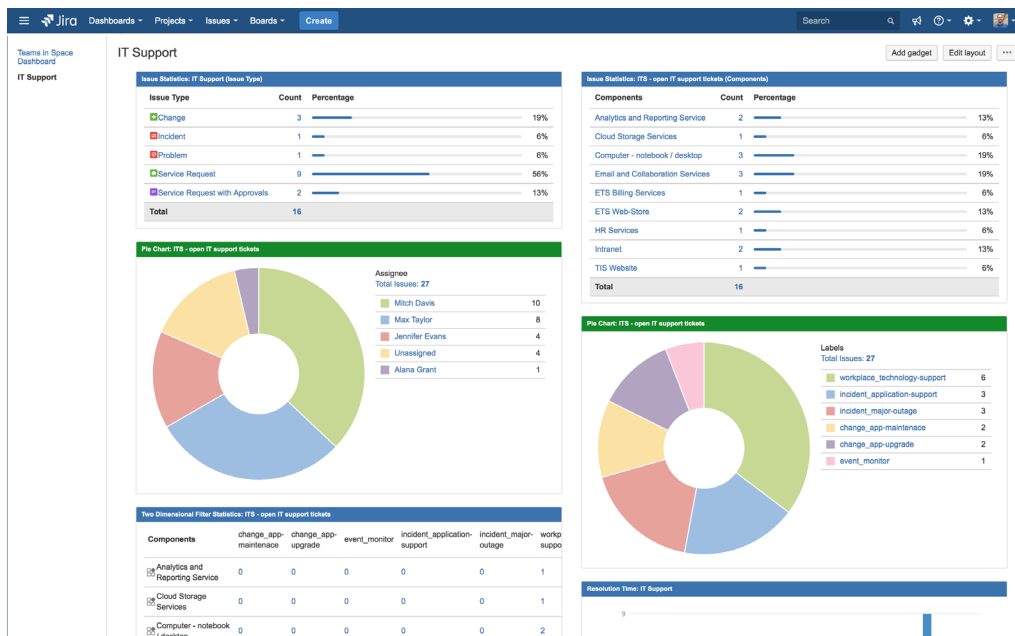 Jira Dashboards Projects Issues Boards Create Search
Teams in Space
Dashboard
IT Support
IT Support
Add gadget Edit layout ...
Issue Statistics: IT Support (Issue Type)
Issue Type Count Percentage
Change 3 19%
Incident 1 6%
Problem 1 6%
Service Request 9 56%
Service Request with Approvals 2 13%
Total 16
Pie Chart: ITS - open IT support tickets
Assignee
Total Issues: 27
Mitch Davis 10
Max Taylor 8
Jennifer Evans 4
Unassigned 4
Alana Grant 1
Two Dimensional Filter Statistics: ITS - open IT support tickets
Components change_app-maintenace change_app-upgrade event_monitor incident_application-support incident_major-outage workp suppo
Analytics and Reporting Service 0 0 0 0 0 1
Cloud Storage Services 0 0 0 0 0 1
Computer - notebook / desktop 0 0 0 0 0 2
Issue Statistics: ITS - open IT support tickets (Components)
Components Count Percentage
Analytics and Reporting Service 2 13%
Cloud Storage Services 1 6%
Computer - notebook / desktop 3 19%
Email and Collaboration Services 3 19%
ETS Billing Services 1 6%
ETS Web-Store 2 13%
HR Services 1 6%
Intranet 2 13%
TIS Website 1 6%
Total 16
Pie Chart: ITS - open IT support tickets
Labels
Total Issues: 27
workplace_technology-support 6
incident_application-support 3
incident_major-outage 3
change_app-maintenace 2
change_app-upgrade 2
event_monitor 1
Resolution Time: IT Support
9